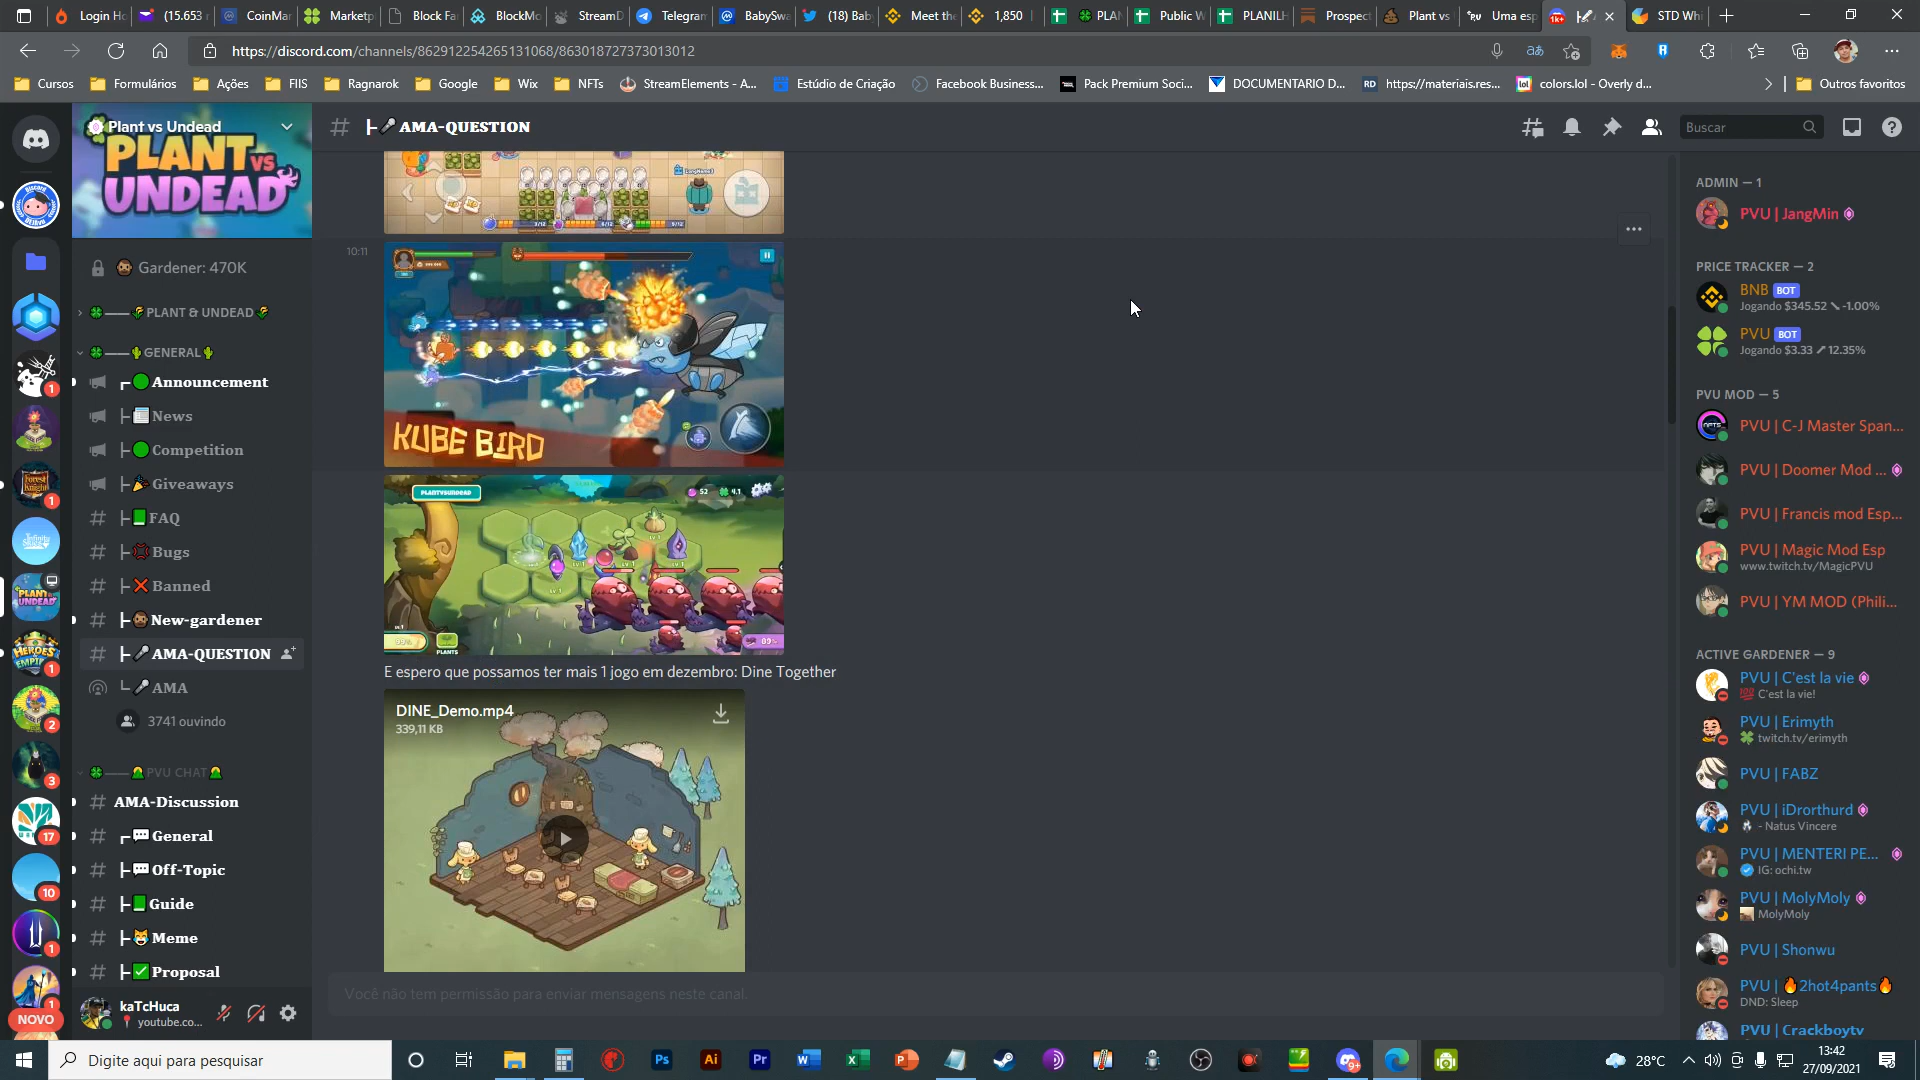 Login Ho
(15.653 r
CoinMar
Marketp
Block Fa
BlockMo
StreamD
Telegram
BabySwa
(18) Bab
Meet the
1,850
PLAN
Public W
PLANILH
Prospect
Plant vs
Uma esp
STD Whi
https://discord.com/channels/862912254265131068/863018727373013012
Cursos
Formulários
Ações
FIIS
Ragnarok
Google
Wix
NFTs
StreamElements - A...
Estúdio de Criação
Facebook Business...
Pack Premium Soci...
DOCUMENTARIO D...
https://materiais.res...
colors.lol - Overly d...
Outros favoritos
Plant vs Undead
PLANT VS UNDEAD
AMA-QUESTION
Buscar
Gardener: 470K
PLANT & UNDEAD
GENERAL
Announcement
News
Competition
Giveaways
FAQ
Bugs
Banned
New-gardener
AMA-QUESTION
AMA
3741 ouvindo
PVU CHAT
AMA-Discussion
General
Off-Topic
Guide
Meme
Proposal
kaTcHuca
youtube.co...
NOVO
10:11
KUBE BIRD
PLANTVSUNDEAD
52
4.1
LV.1
99%
PLANTS
89%
E espero que possamos ter mais 1 jogo em dezembro: Dine Together
DINE_Demo.mp4
339,11 KB
Você não tem permissão para enviar mensagens neste canal.
ADMIN — 1
PVU | JangMin
PRICE TRACKER — 2
BNB BOT
Jogando $345.52 -1.00%
PVU BOT
Jogando $3.33 12.35%
PVU MOD — 5
PVU | C-J Master Span...
PVU | Doomer Mod ...
PVU | Francis mod Esp...
PVU | Magic Mod Esp
www.twitch.tv/MagicPVU
PVU | YM MOD (Phili...
ACTIVE GARDENER — 9
PVU | C'est la vie
C'est la vie!
PVU | Erimyth
twitch.tv/erimyth
PVU | FABZ
PVU | iDrorthurd
- Natus Vincere
PVU | MENTERI PE...
IG: ochi.tw
PVU | MolyMoly
MolyMoly
PVU | Shonwu
PVU | 🔥2hot4pants🔥
DND: Sleep
PVU | Crackboytv
Digite aqui para pesquisar
28°C
13:42
27/09/2021